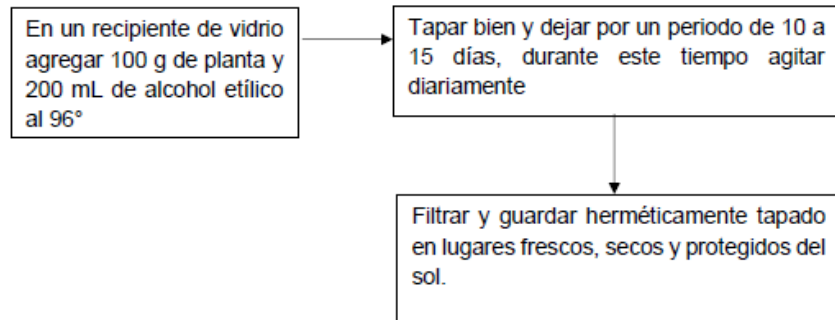 En un recipiente de vidrio
agregar 100 g de planta y
200 mL de alcohol etílico
al 96°
Tapar bien y dejar por un periodo de 10 a
15 días, durante este tiempo agitar
diariamente
Filtrar y guardar herméticamente tapado
en lugares frescos, secos y protegidos del
sol.